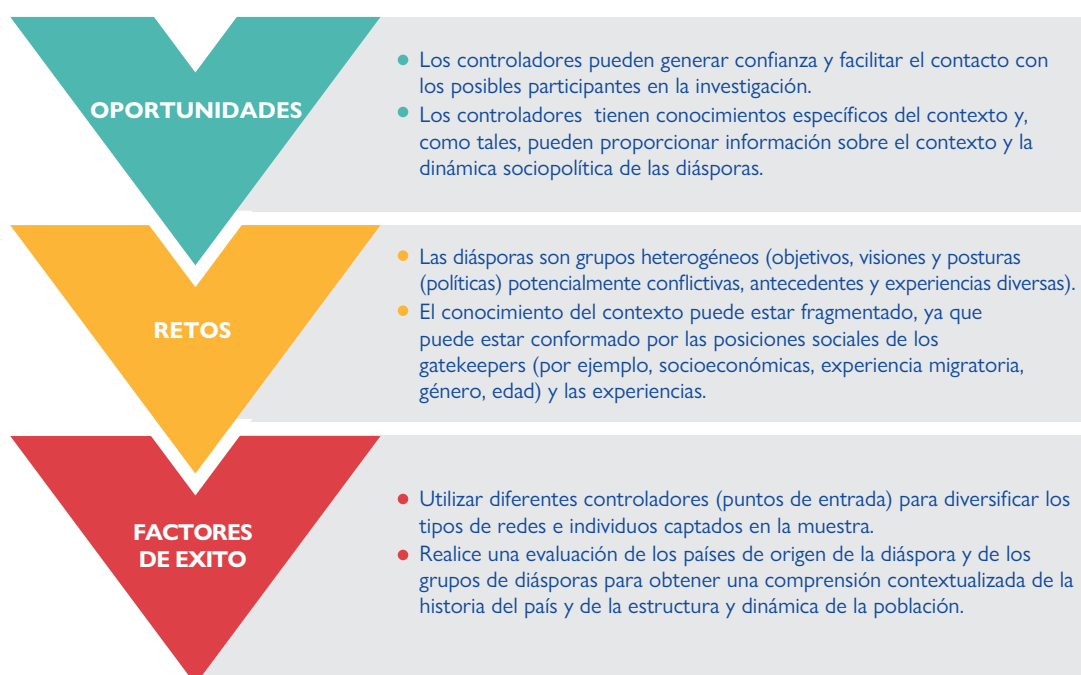 OPORTUNIDADES
● Los controladores pueden generar confianza y facilitar el contacto con
los posibles participantes en la investigación.
● Los controladores tienen conocimientos específicos del contexto y,
como tales, pueden proporcionar información sobre el contexto y la
dinámica sociopolítica de las diásporas.
RETOS
● Las diásporas son grupos heterogéneos (objetivos, visiones y posturas
(políticas) potencialmente conflictivas, antecedentes y experiencias diversas).
● El conocimiento del contexto puede estar fragmentado, ya que
puede estar conformado por las posiciones sociales de los
gatekeepers (por ejemplo, socioeconómicas, experiencia migratoria,
género, edad) y las experiencias.
FACTORES
DE EXITO
● Utilizar diferentes controladores (puntos de entrada) para diversificar los
tipos de redes e individuos captados en la muestra.
● Realice una evaluación de los países de origen de la diáspora y de los
grupos de diásporas para obtener una comprensión contextualizada de la
historia del país y de la estructura y dinámica de la población.